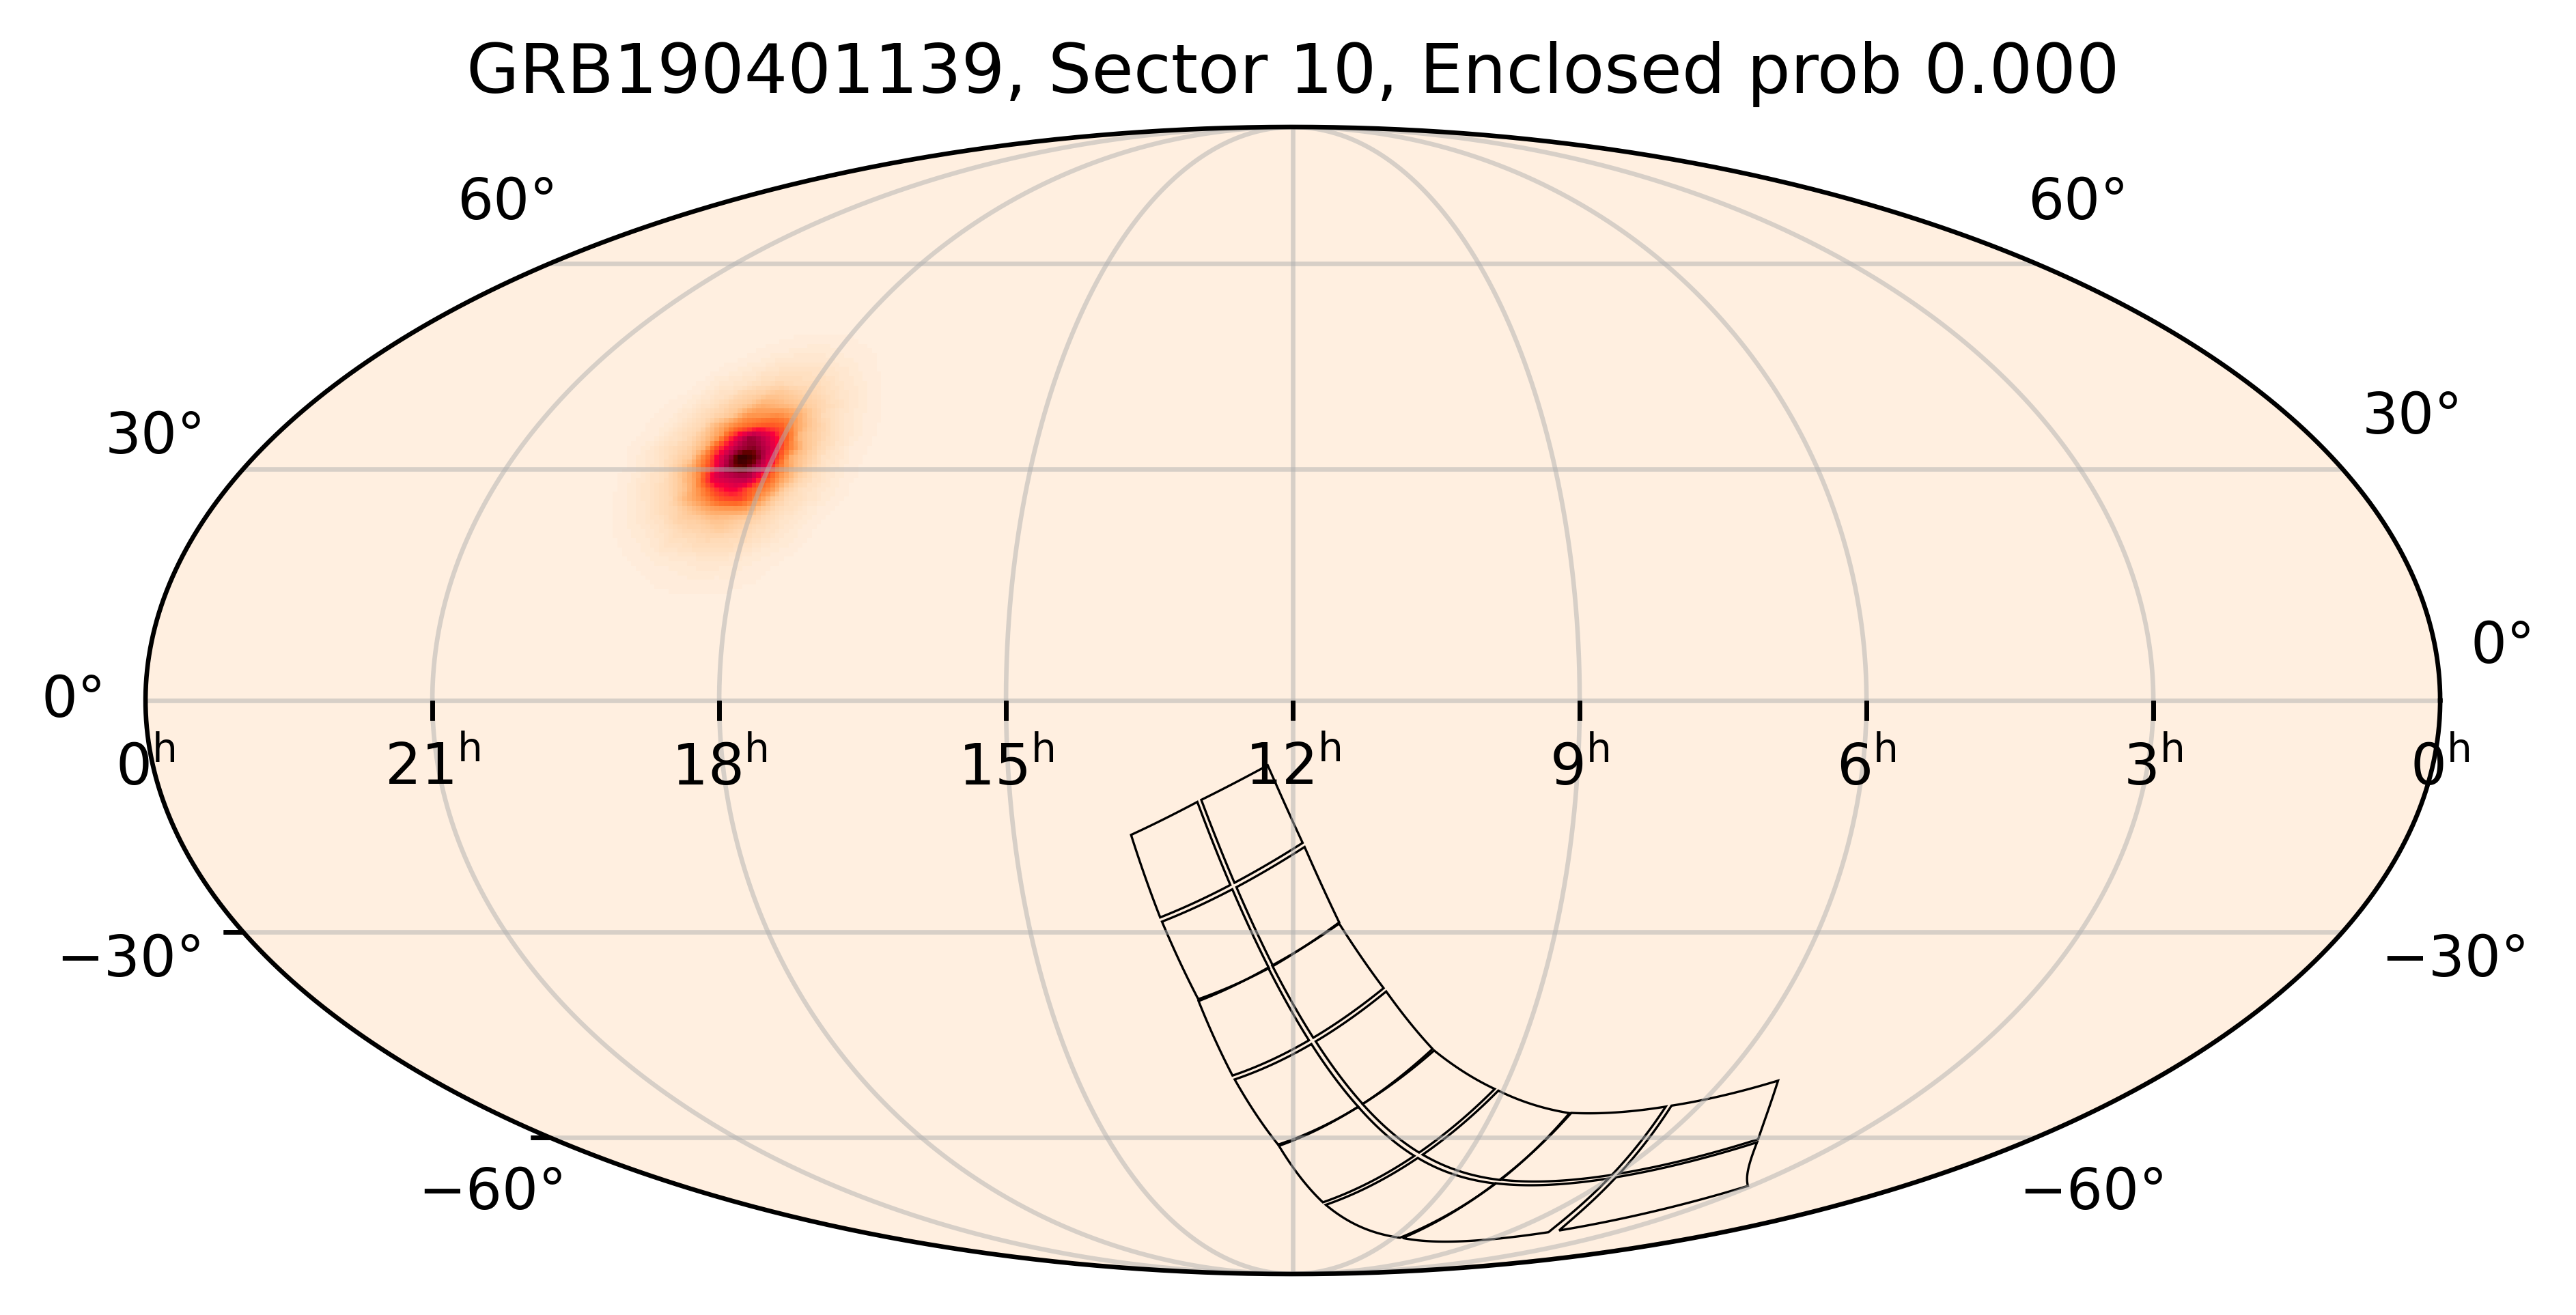 GRB190401139, Sector 10, Enclosed prob 0.000
60° 60°
30° 30°
0° 0°
0ʰ 21ʰ 18ʰ 15ʰ 12ʰ 9ʰ 6ʰ 3ʰ 0ʰ
−30° −30°
−60° −60°